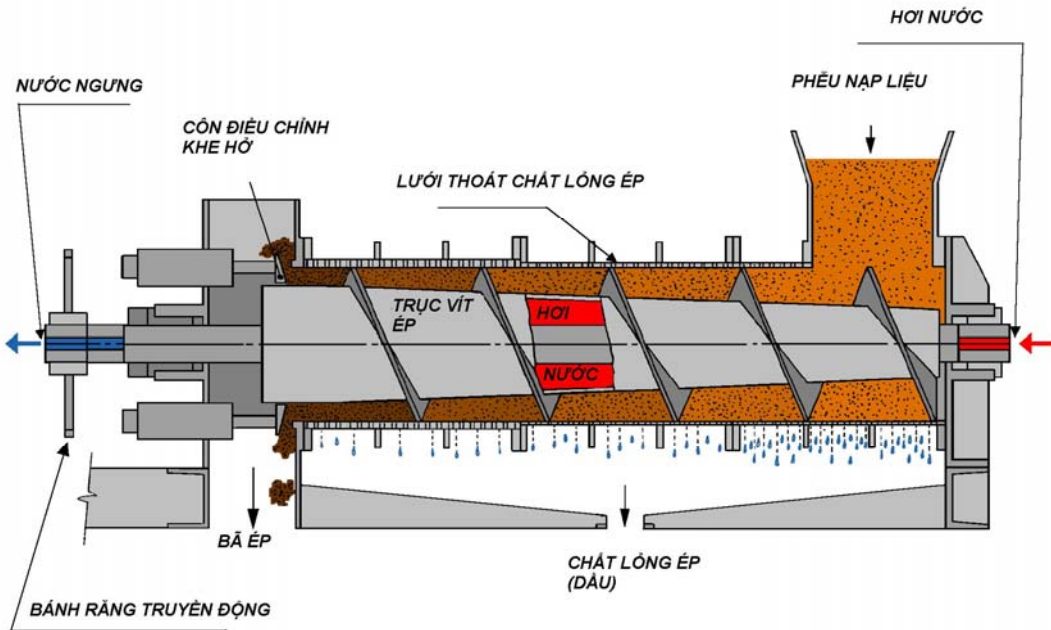 HƠI NƯỚC
NƯỚC NGƯNG
PHỄU NẠP LIỆU
CÔN ĐIỀU CHỈNH
KHE HỞ
LƯỚI THOÁT CHẤT LỎNG ÉP
TRỤC VÍT
ÉP
HƠI
NƯỚC
BÃ ÉP
CHẤT LỎNG ÉP
(DẦU)
BÁNH RĂNG TRUYỀN ĐỘNG